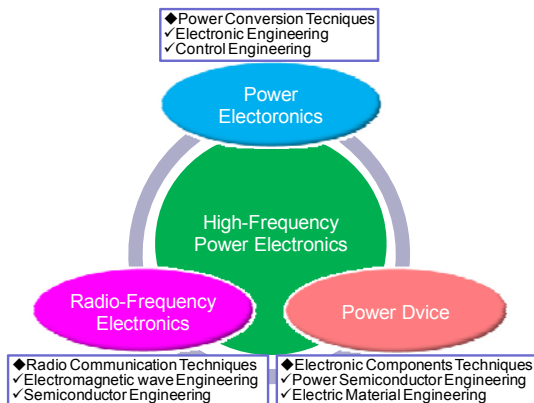 ◆Power Conversion Tecniques
✓Electronic Engineering
✓Control Engineering
Power
Electoronics
High-Frequency
Power Electronics
Radio-Frequency
Electronics
Power Dvice
◆Radio Communication Techniques
✓Electromagnetic wave Engineering
✓Semiconductor Engineering
◆Electronic Components Techniques
✓Power Semiconductor Engineering
✓Electric Material Engineering